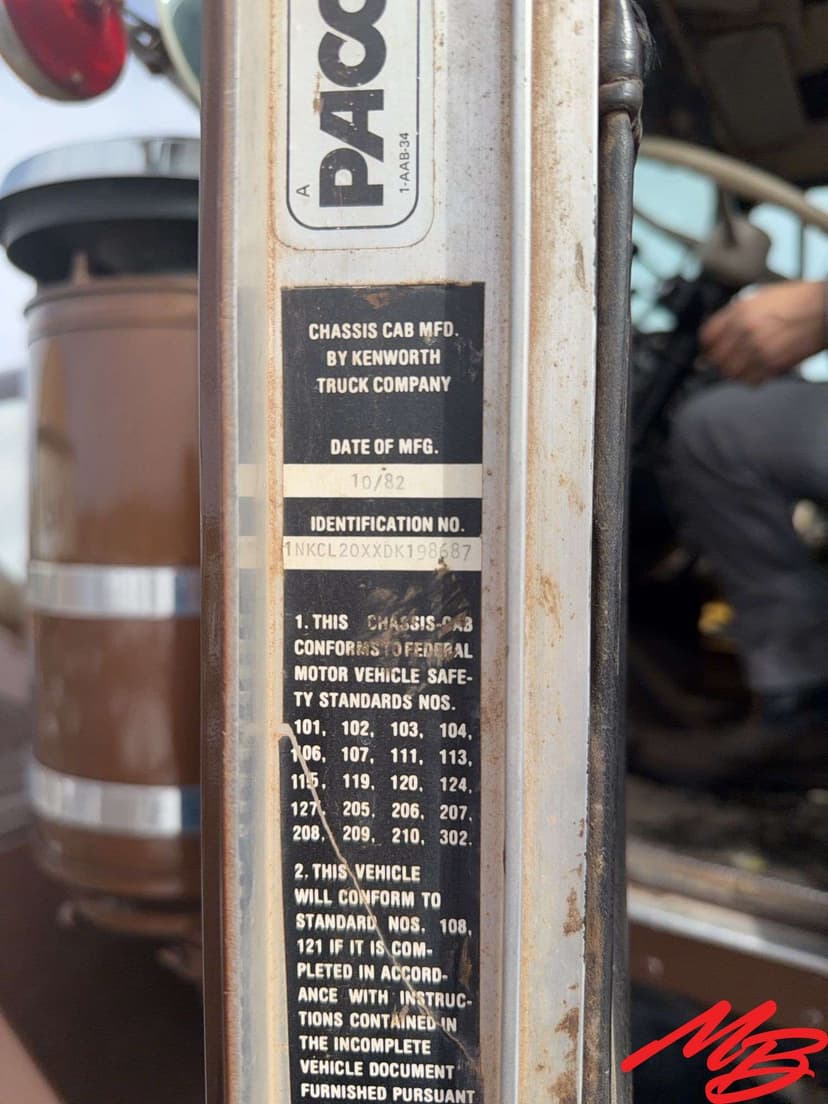 PACC
A
1-AAB-34
CHASSIS CAB MFD.
BY KENWORTH
TRUCK COMPANY
DATE OF MFG.
10/82
IDENTIFICATION NO.
1NKCL20XXDK198687
1. THIS CHASSIS-CAB
CONFORMS TO FEDERAL
MOTOR VEHICLE SAFE-
TY STANDARDS NOS.
101, 102, 103, 104,
106, 107, 111, 113,
115, 119, 120, 124,
127, 205, 206, 207,
208, 209, 210, 302.
2. THIS VEHICLE
WILL CONFORM TO
STANDARD NOS. 108,
121 IF IT IS COM-
PLETED IN ACCORD-
ANCE WITH INSTRUC-
TIONS CONTAINED IN
THE INCOMPLETE
VEHICLE DOCUMENT
FURNISHED PURSUANT
MB